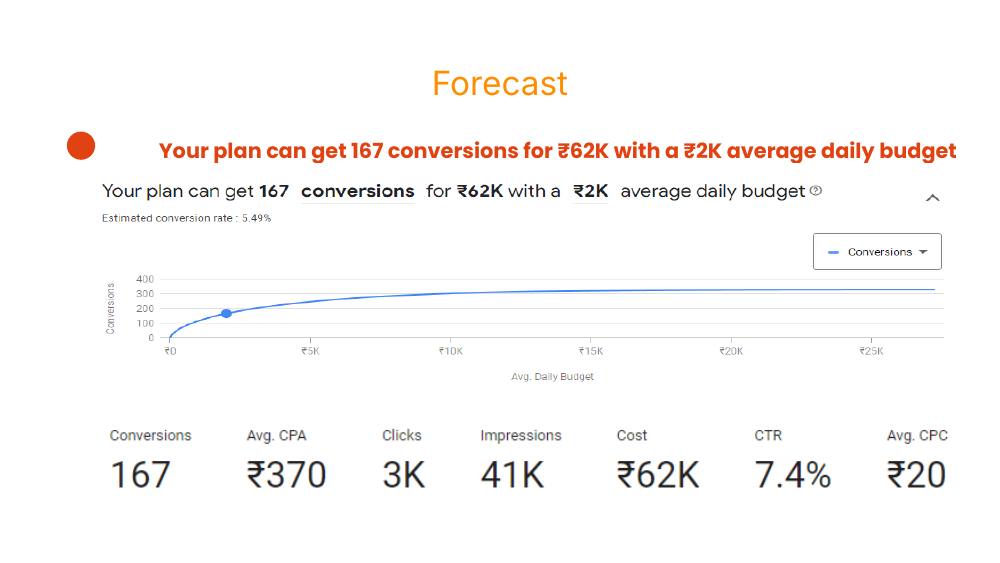 Forecast
Your plan can get 167 conversions for ₹62K with a ₹2K average daily budget
Your plan can get 167 conversions for ₹62K with a ₹2K average daily budget
Estimated conversion rate : 5.49%
Conversions
400
300
200
100
0
Conversions
₹0 ₹5K ₹10K ₹15K ₹20K ₹25K
Avg. Daily Budget
Conversions Avg. CPA Clicks Impressions Cost CTR Avg. CPC
167 ₹370 3K 41K ₹62K 7.4% ₹20